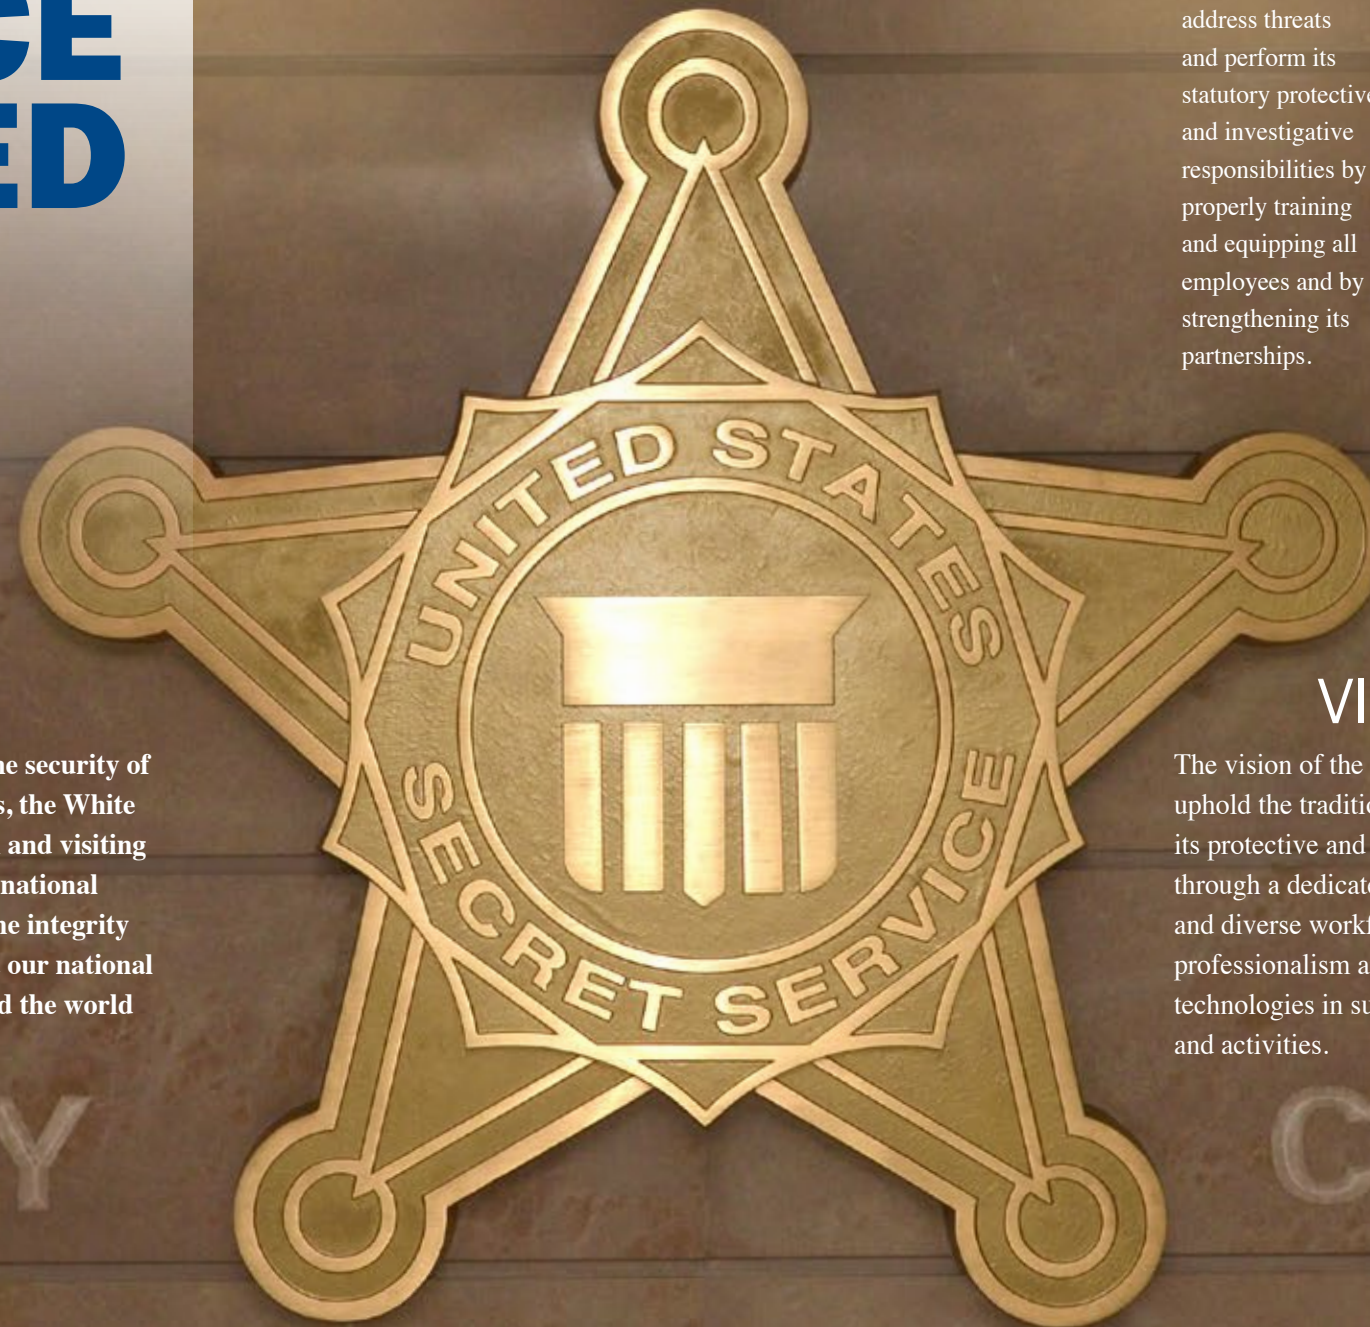 CE
ED
address threats
and perform its
statutory protective
and investigative
responsibilities by
properly training
and equipping all
employees and by
strengthening its
partnerships.
UNITED STATES
SECRET SERVICE
he security of
s, the White
and visiting
national
he integrity
our national
d the world
VI
The vision of the
uphold the traditio
its protective and
through a dedicate
and diverse workf
professionalism a
technologies in su
and activities.
Y
C